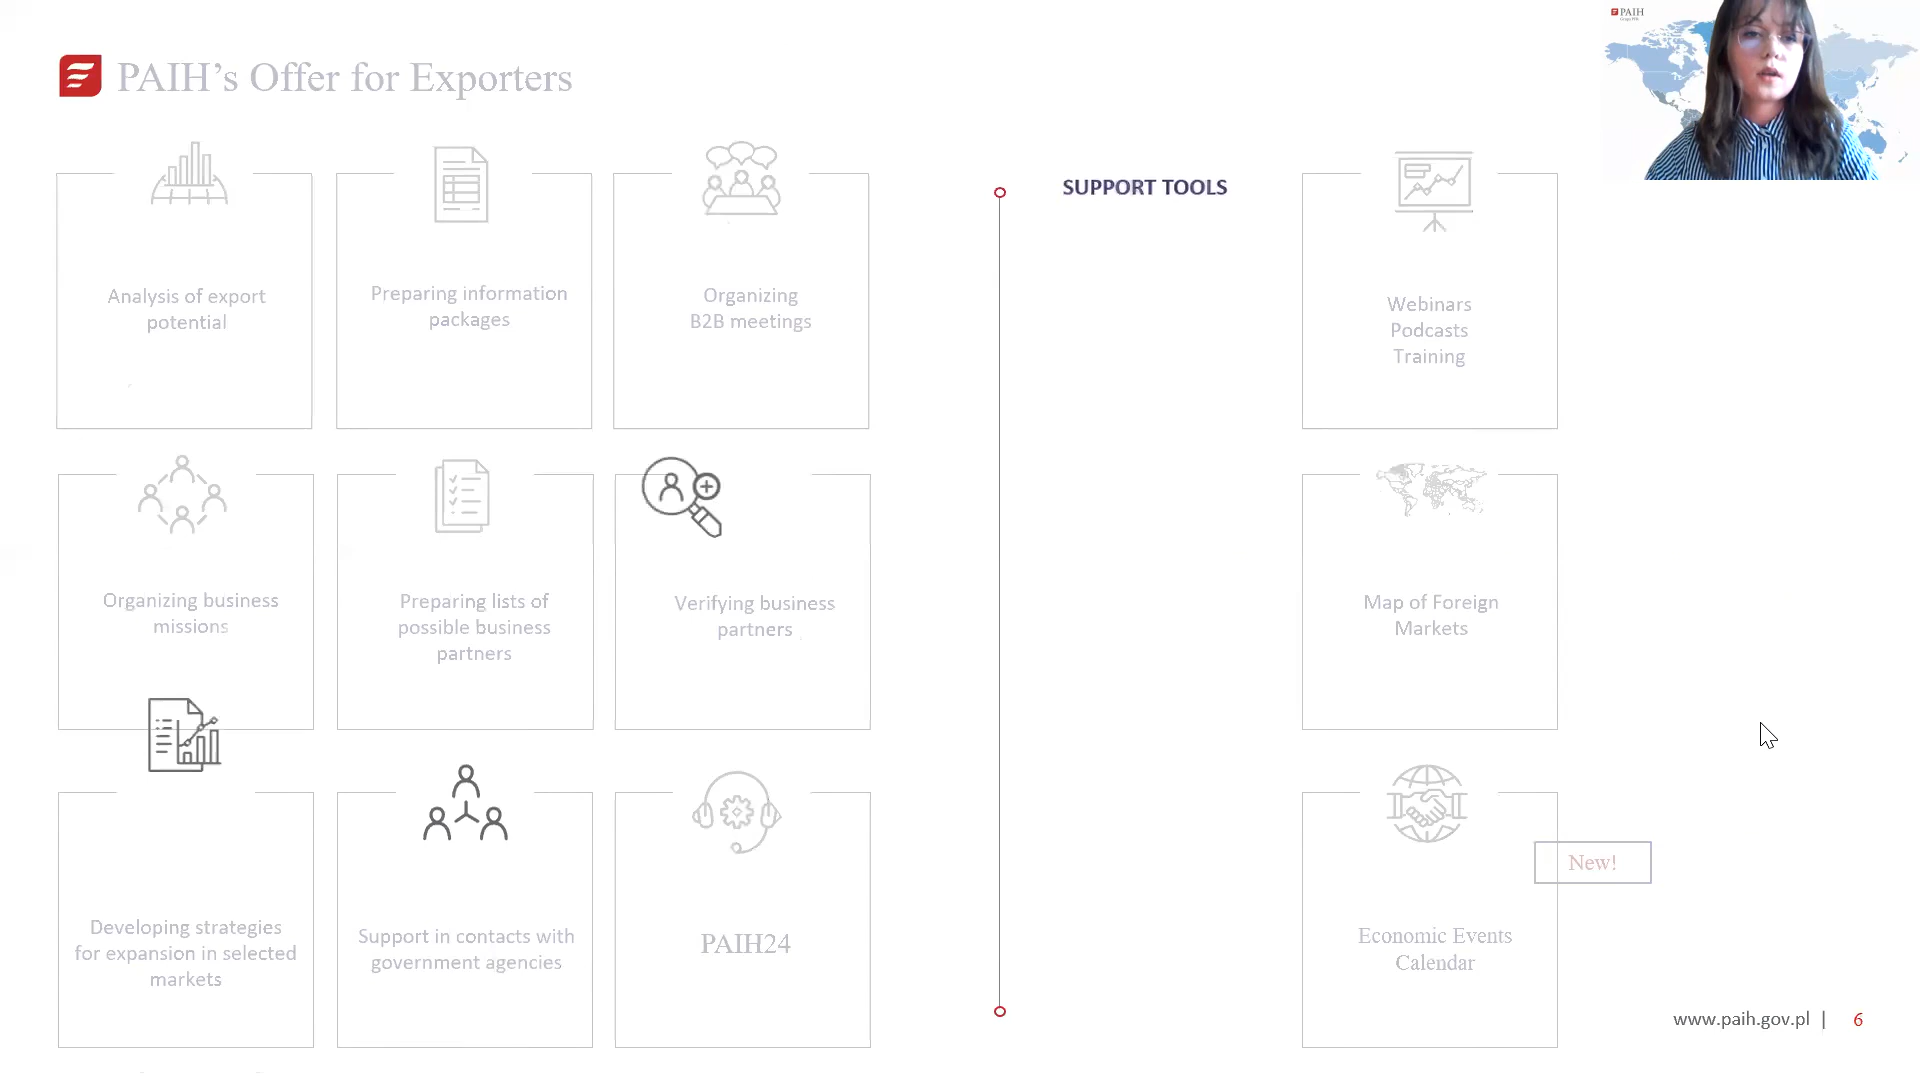 PAIH’s Offer for Exporters
Analysis of export
potential
Preparing information
packages
Organizing
B2B meetings
Organizing business
missions
Preparing lists of
possible business
partners
Verifying business
partners
Developing strategies
for expansion in selected
markets
Support in contacts with
government agencies
PAIH24
SUPPORT TOOLS
Webinars
Podcasts
Training
Map of Foreign
Markets
New!
Economic Events
Calendar
PAIH
www.paih.gov.pl | 6